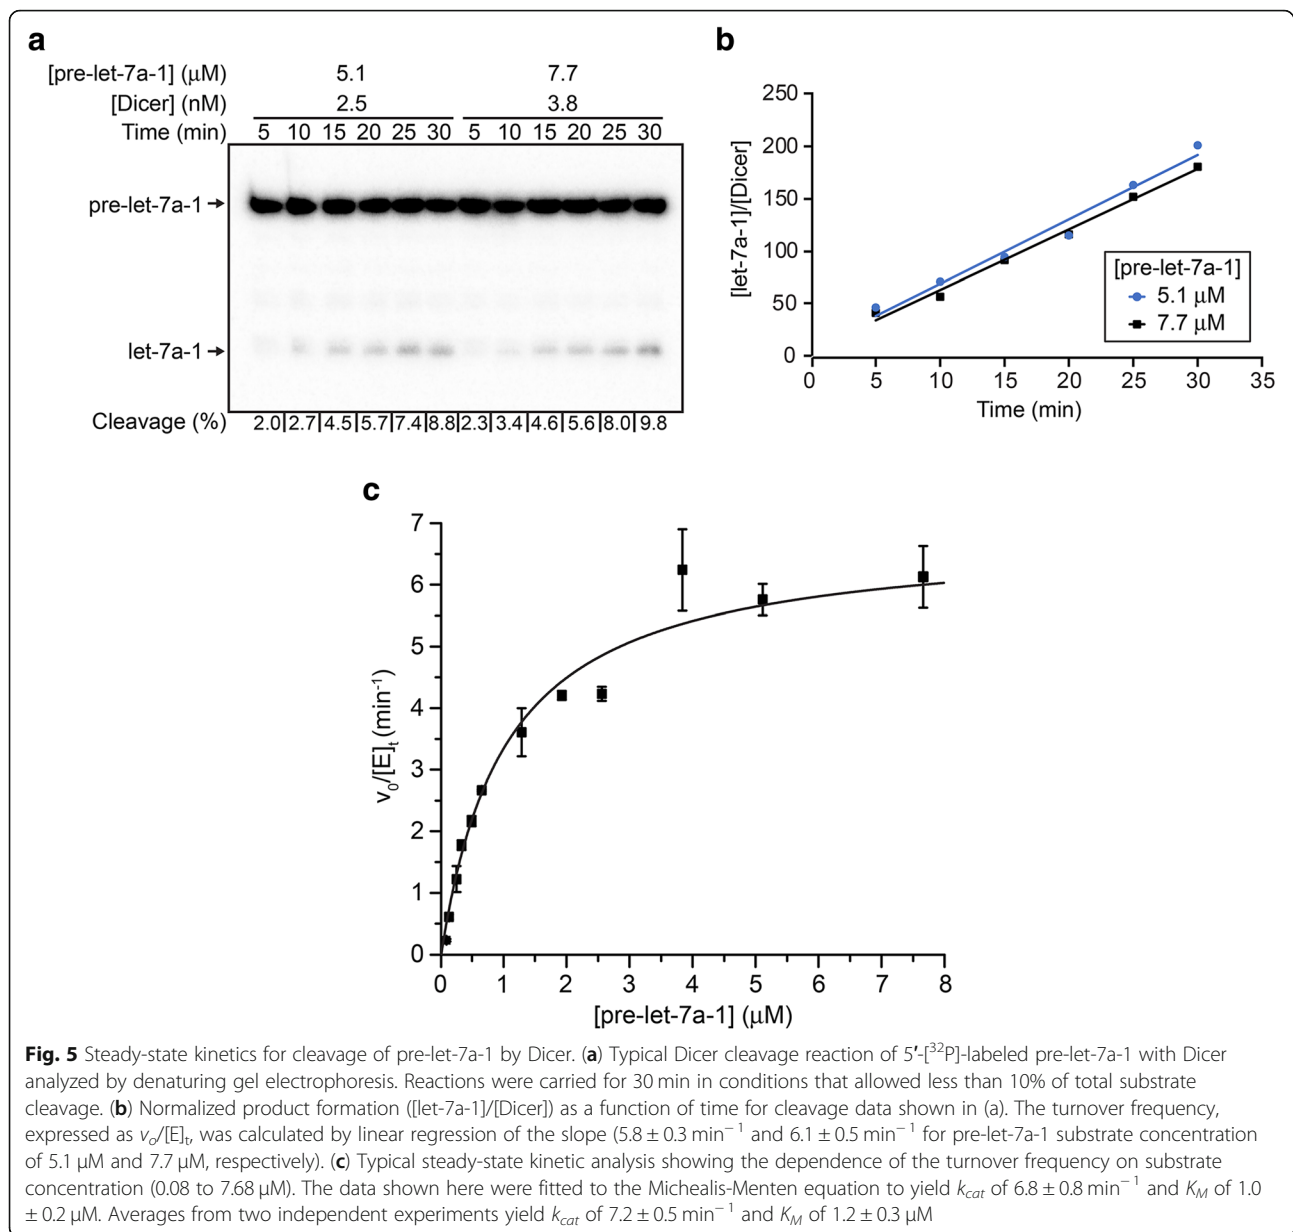 a
[pre-let-7a-1] (µM) 5.1 7.7
[Dicer] (nM) 2.5 3.8
Time (min) 5 10 15 20 25 30 5 10 15 20 25 30
pre-let-7a-1
let-7a-1
Cleavage (%) 2.0|2.7|4.5|5.7|7.4|8.8|2.3|3.4|4.6|5.6|8.0|9.8
b
[let-7a-1]/[Dicer]
250
200
150
100
50
0
0 5 10 15 20 25 30 35
Time (min)
[pre-let-7a-1]
5.1 µM
7.7 µM
c
v0/[E]t (min-1)
7
6
5
4
3
2
1
0
0 1 2 3 4 5 6 7 8
[pre-let-7a-1] (µM)
Fig. 5 Steady-state kinetics for cleavage of pre-let-7a-1 by Dicer. (a) Typical Dicer cleavage reaction of 5′-[32P]-labeled pre-let-7a-1 with Dicer
analyzed by denaturing gel electrophoresis. Reactions were carried for 30 min in conditions that allowed less than 10% of total substrate
cleavage. (b) Normalized product formation ([let-7a-1]/[Dicer]) as a function of time for cleavage data shown in (a). The turnover frequency,
expressed as vo/[E]t, was calculated by linear regression of the slope (5.8 ± 0.3 min− 1 and 6.1 ± 0.5 min− 1 for pre-let-7a-1 substrate concentration
of 5.1 µM and 7.7 µM, respectively). (c) Typical steady-state kinetic analysis showing the dependence of the turnover frequency on substrate
concentration (0.08 to 7.68 µM). The data shown here were fitted to the Michealis-Menten equation to yield kcat of 6.8 ± 0.8 min− 1 and KM of 1.0
± 0.2 µM. Averages from two independent experiments yield kcat of 7.2 ± 0.5 min− 1 and KM of 1.2 ± 0.3 µM